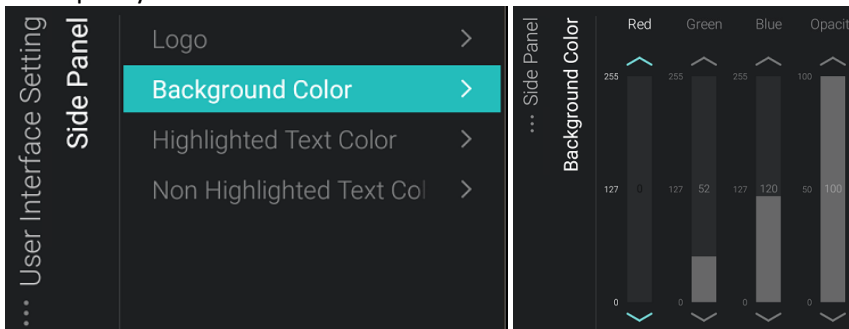 ... User Interface Setting
Side Panel
Logo
Background Color
Highlighted Text Color
Non Highlighted Text Col
... Side Panel
Background Color
Red Green Blue Opacit
255 255 255 100
127 0 127 52 127 120 50 100
0 0 0 0